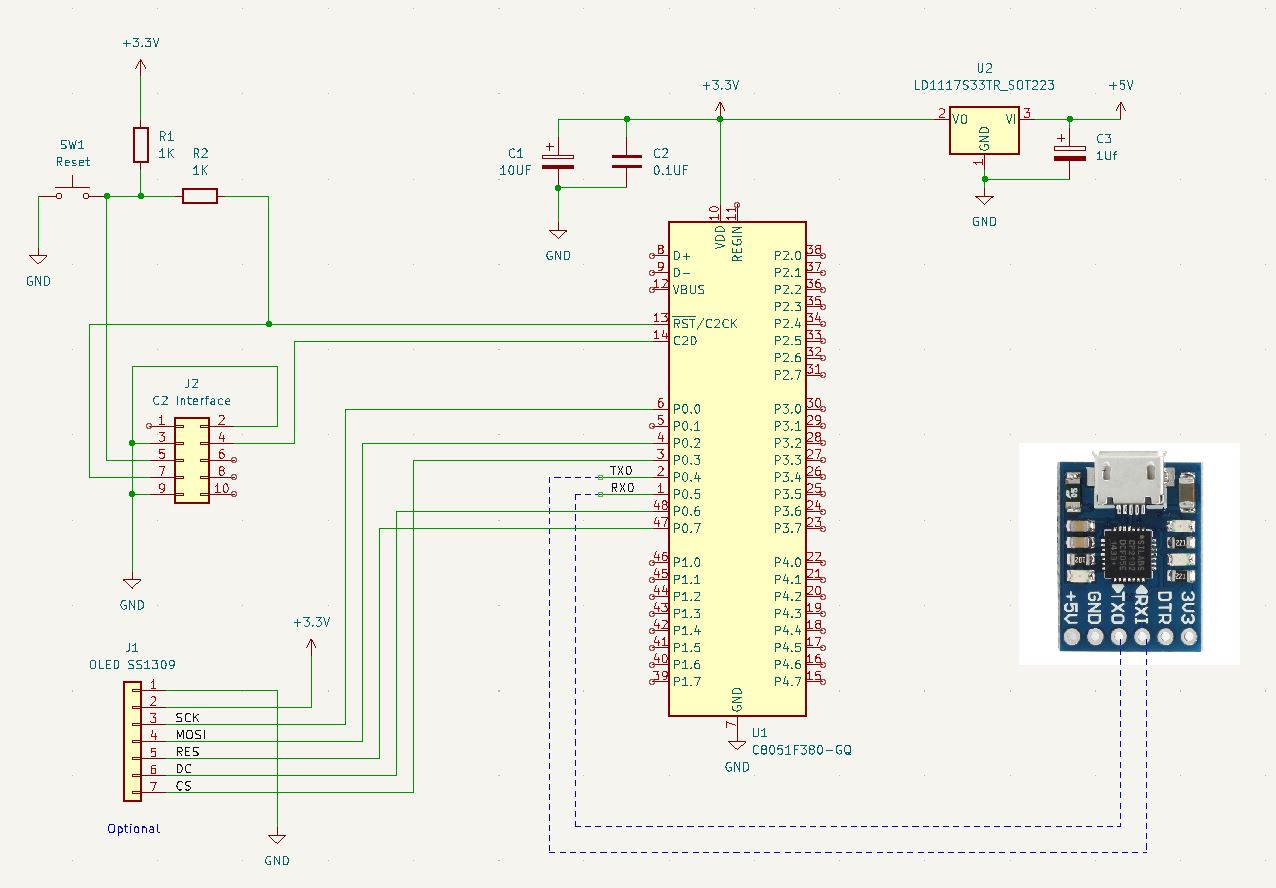 +3.3V
R1
1K
R2
1K
SW1
Reset
GND
+3.3V
C1
10UF
C2
0.1UF
GND
U2
LD1117S33TR_SOT223
2
VO
VI
3
GND
1
+5V
C3
1Uf
GND
10
11
VDD
REGIN
8
D+
9
D-
12
VBUS
13
RST/C2CK
14
C2D
6
P0.0
5
P0.1
4
P0.2
3
P0.3
TXO
2
P0.4
RXO
1
P0.5
48
P0.6
47
P0.7
46
P1.0
45
P1.1
44
P1.2
43
P1.3
42
P1.4
41
P1.5
40
P1.6
39
P1.7
P2.0
38
P2.1
37
P2.2
36
P2.3
35
P2.4
34
P2.5
33
P2.6
32
P2.7
31
P3.0
30
P3.1
29
P3.2
28
P3.3
27
P3.4
26
P3.5
25
P3.6
24
P3.7
23
P4.0
22
P4.1
21
P4.2
20
P4.3
19
P4.4
18
P4.5
17
P4.6
16
P4.7
15
GND
7
U1
C8051F380-GQ
GND
J2
C2 Interface
1
2
3
4
5
6
7
8
9
10
GND
+3.3V
J1
OLED SS1309
1
2
3
SCK
4
MOSI
5
RES
6
DC
7
CS
Optional
GND
SILABS
CP2102
221
221
+5V
GND
TXO
RXI
DTR
3V3